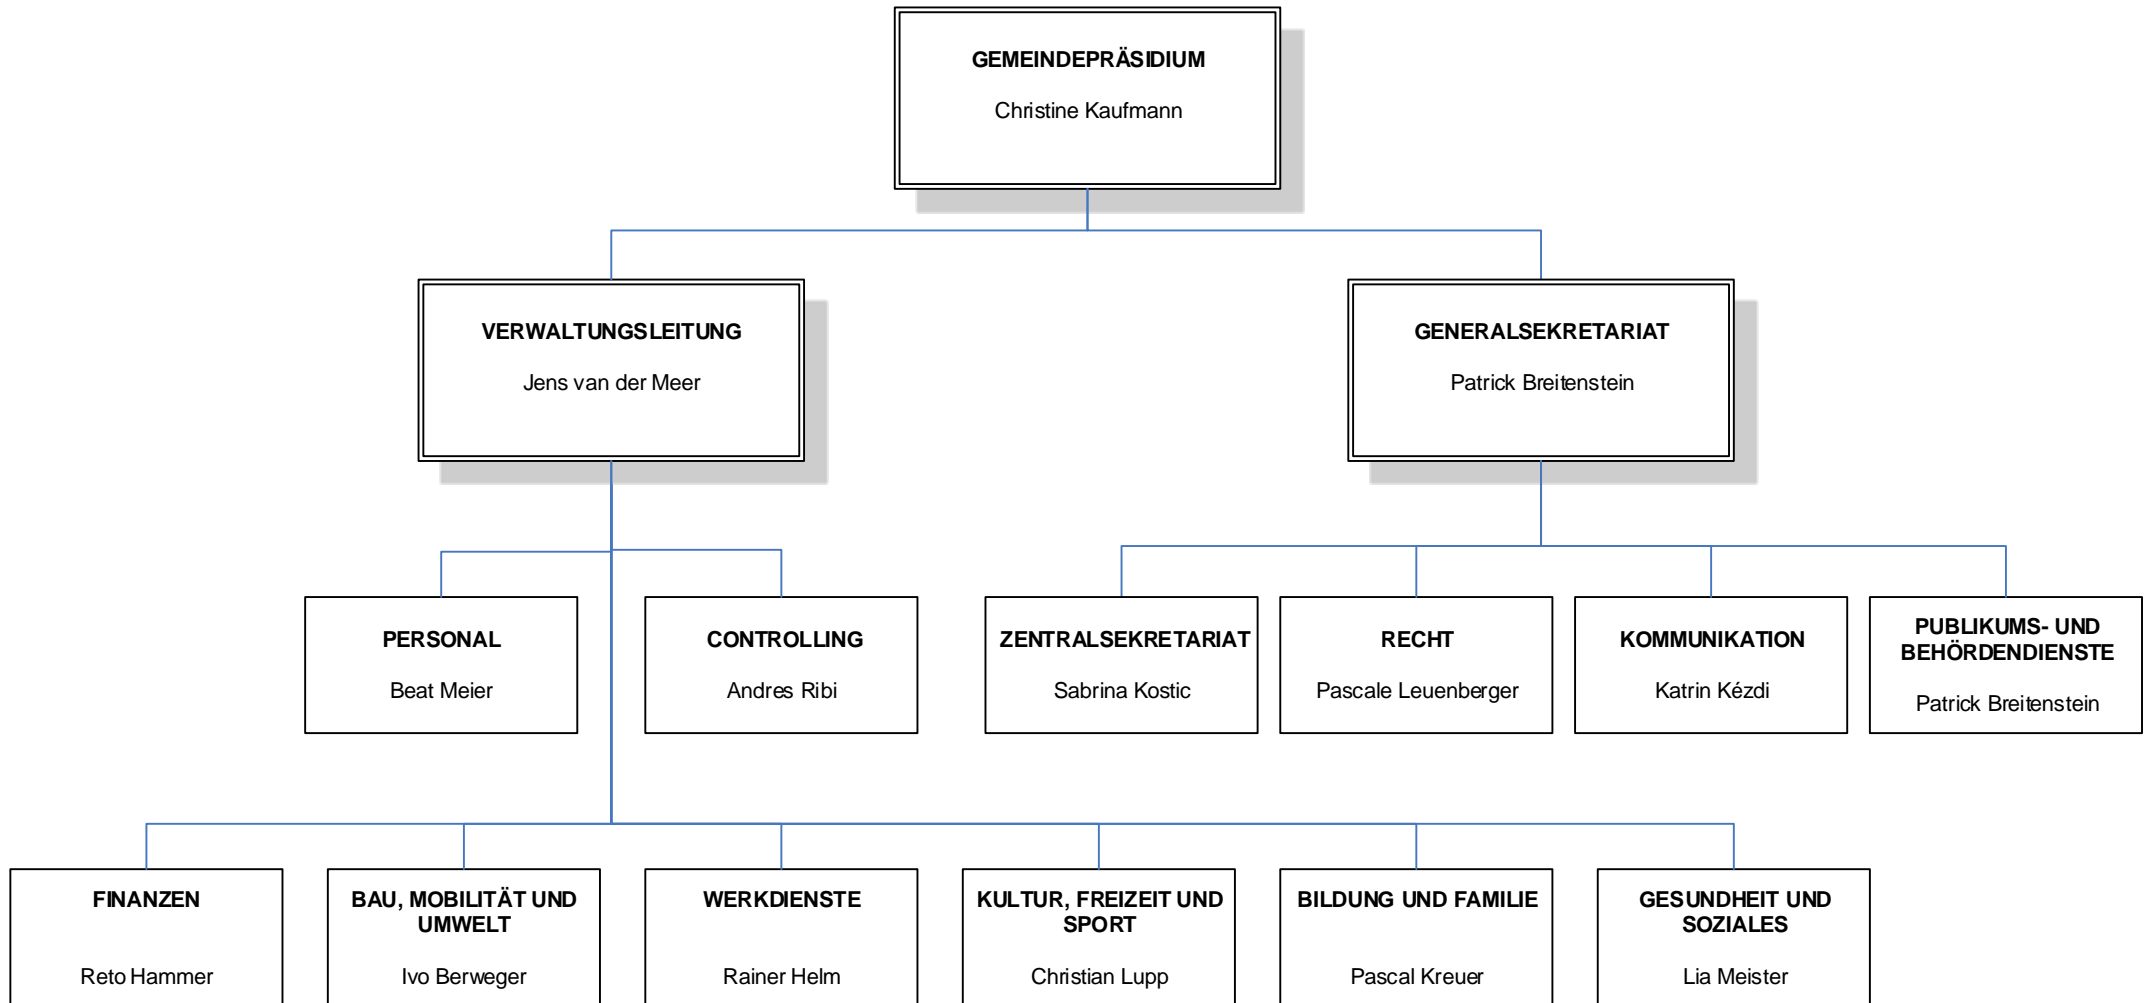 GEMEINDEPRÄSIDIUM
Christine Kaufmann
VERWALTUNGSLEITUNG
Jens van der Meer
GENERALSEKRETARIAT
Patrick Breitenstein
PERSONAL
Beat Meier
CONTROLLING
Andres Ribi
ZENTRALSEKRETARIAT
Sabrina Kostic
RECHT
Pascale Leuenberger
KOMMUNIKATION
Katrin Kézdi
PUBLIKUMS- UND
BEHÖRDENDIENSTE
Patrick Breitenstein
FINANZEN
Reto Hammer
BAU, MOBILITÄT UND
UMWELT
Ivo Berweger
WERKDIENSTE
Rainer Helm
KULTUR, FREIZEIT UND
SPORT
Christian Lupp
BILDUNG UND FAMILIE
Pascal Kreuer
GESUNDHEIT UND
SOZIALES
Lia Meister